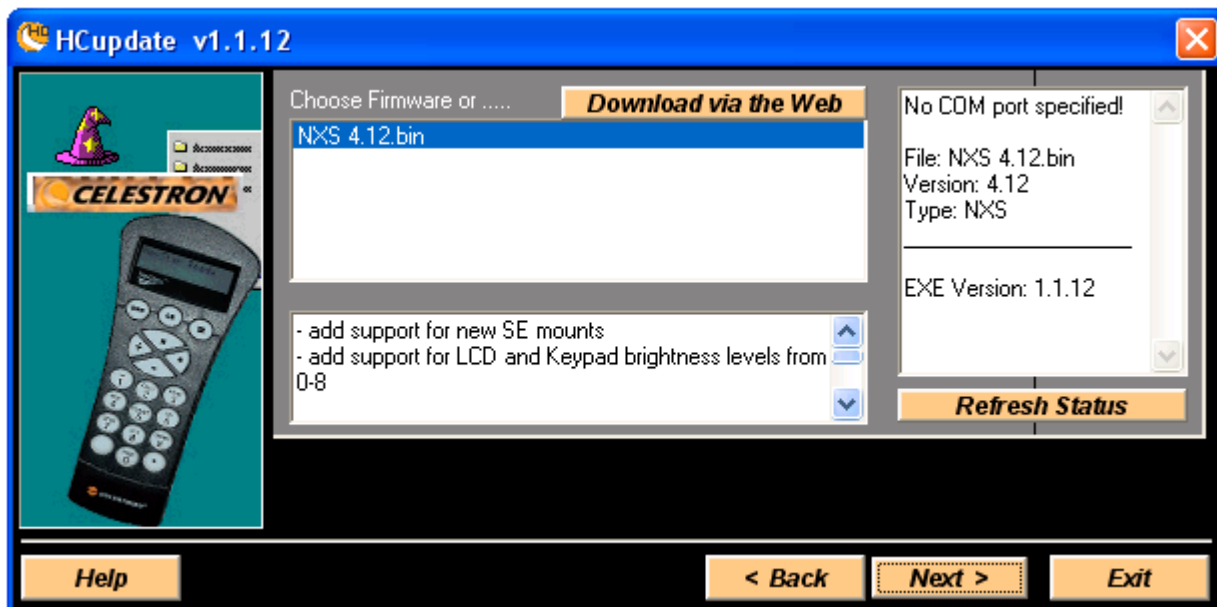 HCupdate v1.1.12
CELESTRON
Choose Firmware or .....
Download via the Web
NXS 4.12.bin
- add support for new SE mounts
- add support for LCD and Keypad brightness levels from
0-8
No COM port specified!
File: NXS 4.12.bin
Version: 4.12
Type: NXS
EXE Version: 1.1.12
Refresh Status
Help
< Back
Next >
Exit